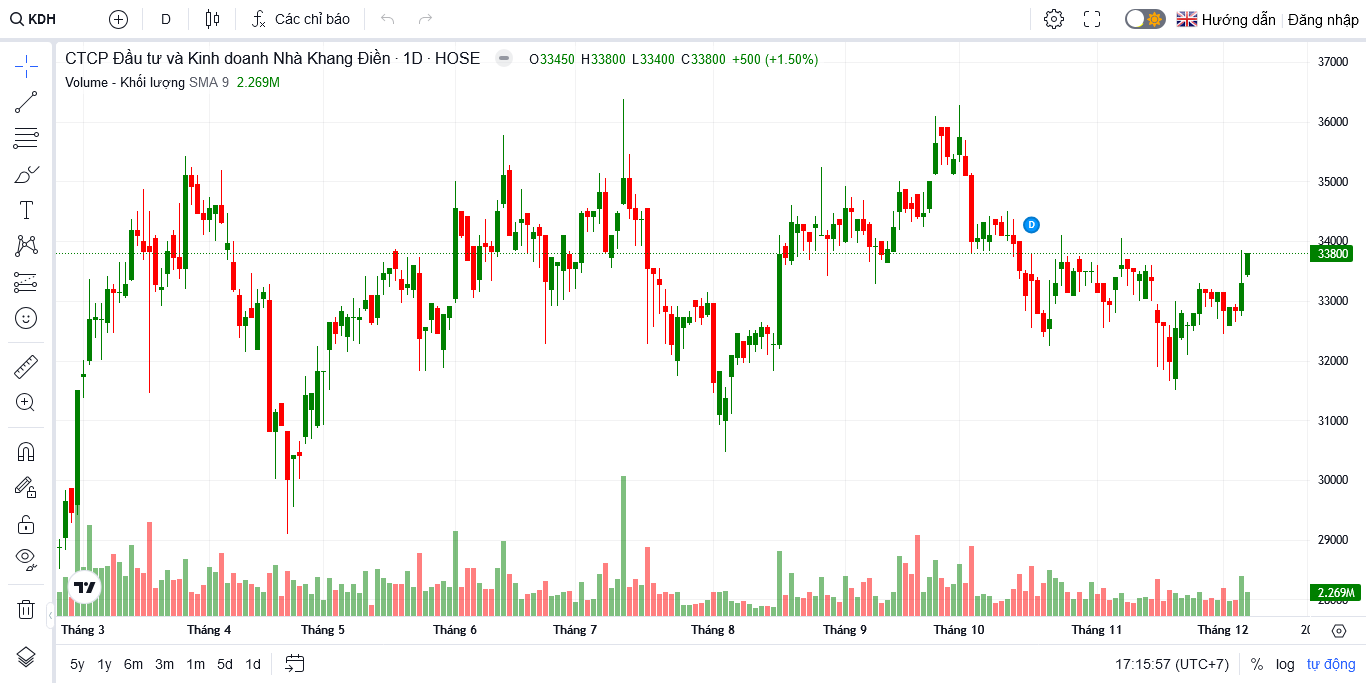 KDH D Các chỉ báo Hướng dẫn Đăng nhập
CTCP Đầu tư và Kinh doanh Nhà Khang Điền · 1D · HOSE O33450 H33800 L33400 C33800 +500 (+1.50%)
Volume - Khối lượng SMA 9 2.269M
37000
36000
35000
34000
33800
33000
32000
31000
30000
29000
2.269M
D
Tháng 3 Tháng 4 Tháng 5 Tháng 6 Tháng 7 Tháng 8 Tháng 9 Tháng 10 Tháng 11 Tháng 12
5y 1y 6m 3m 1m 5d 1d 17:15:57 (UTC+7) % log tự động